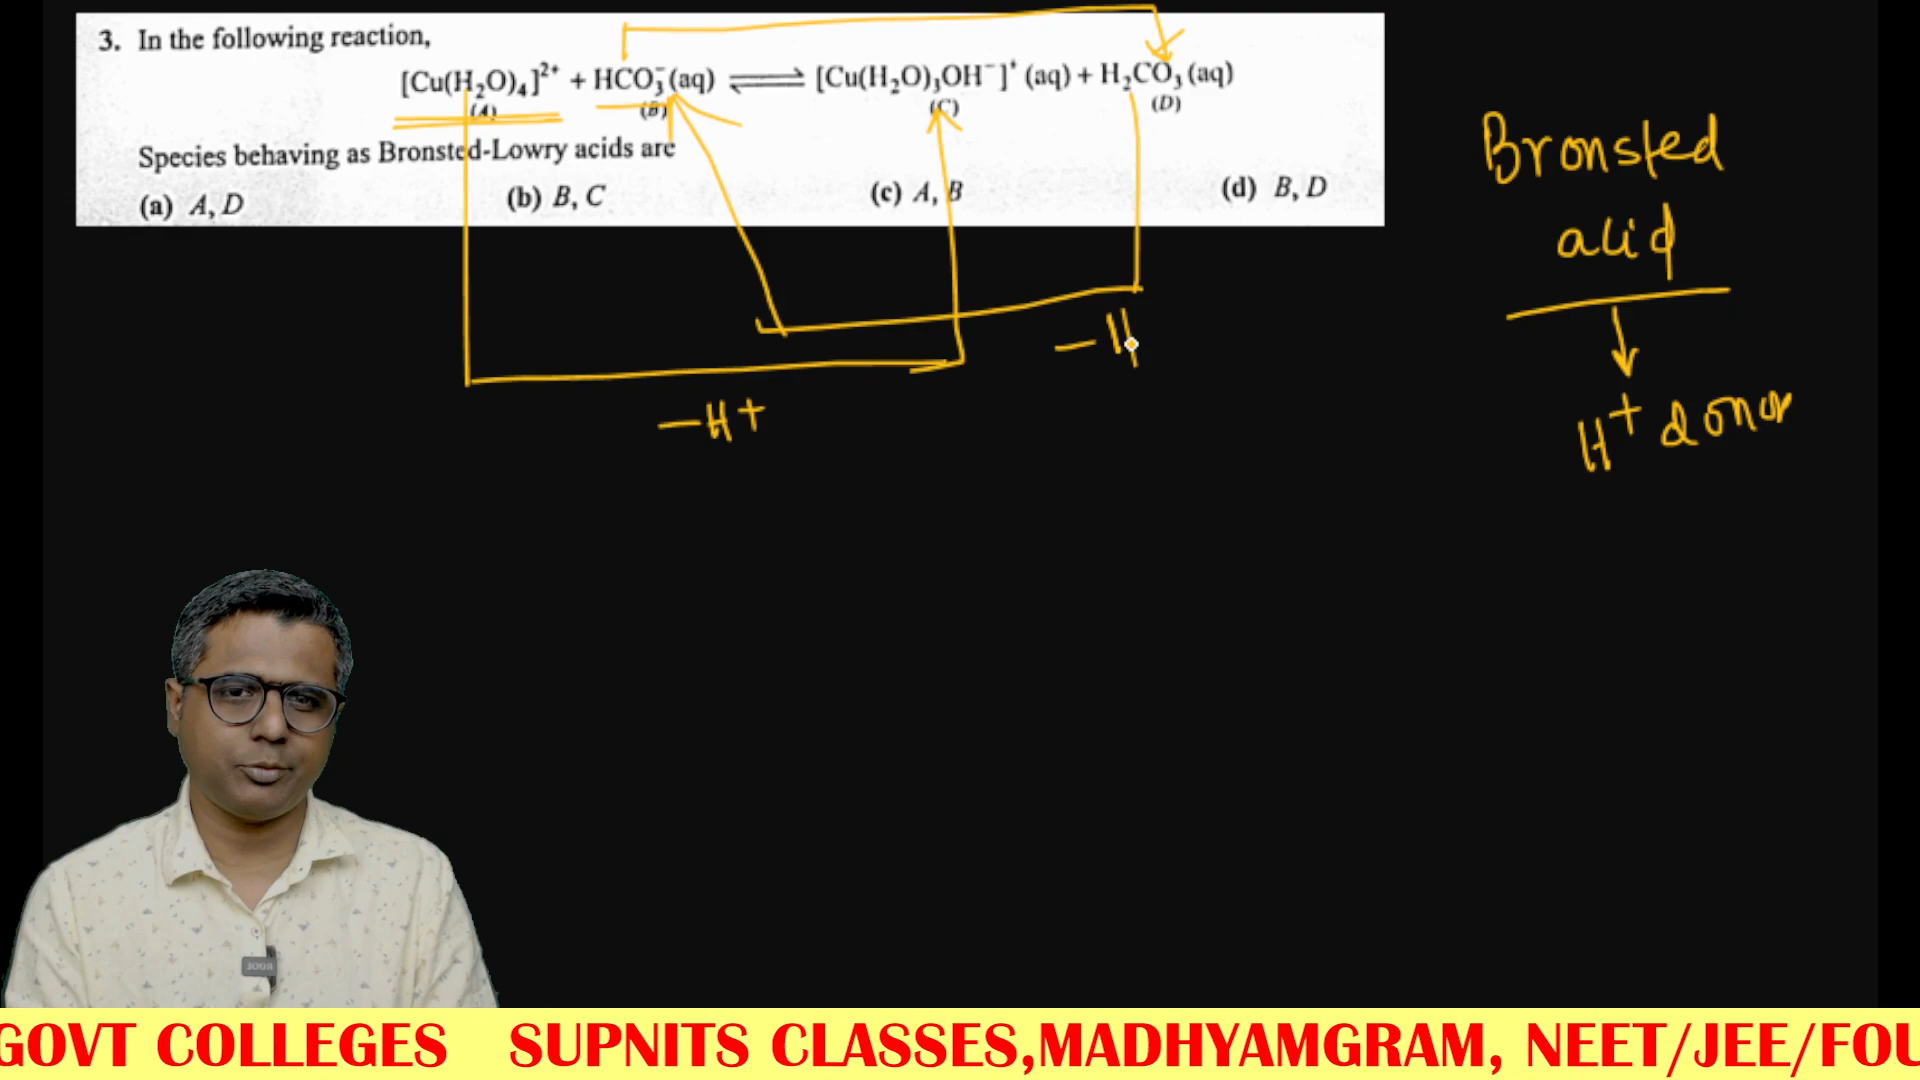 3. In the following reaction,
[Cu(H₂O)₄]²⁺ + HCO₃⁻(aq) ⇌ [Cu(H₂O)₃OH⁻]⁺ (aq) + H₂CO₃ (aq)
(A) (B) (C) (D)
Species behaving as Bronsted-Lowry acids are
(a) A, D (b) B, C (c) A, B (d) B, D
Bronsted
acid
H+ donor
– H
– H +
GOVT COLLEGES SUPNITS CLASSES,MADHYAMGRAM, NEET/JEE/FOU